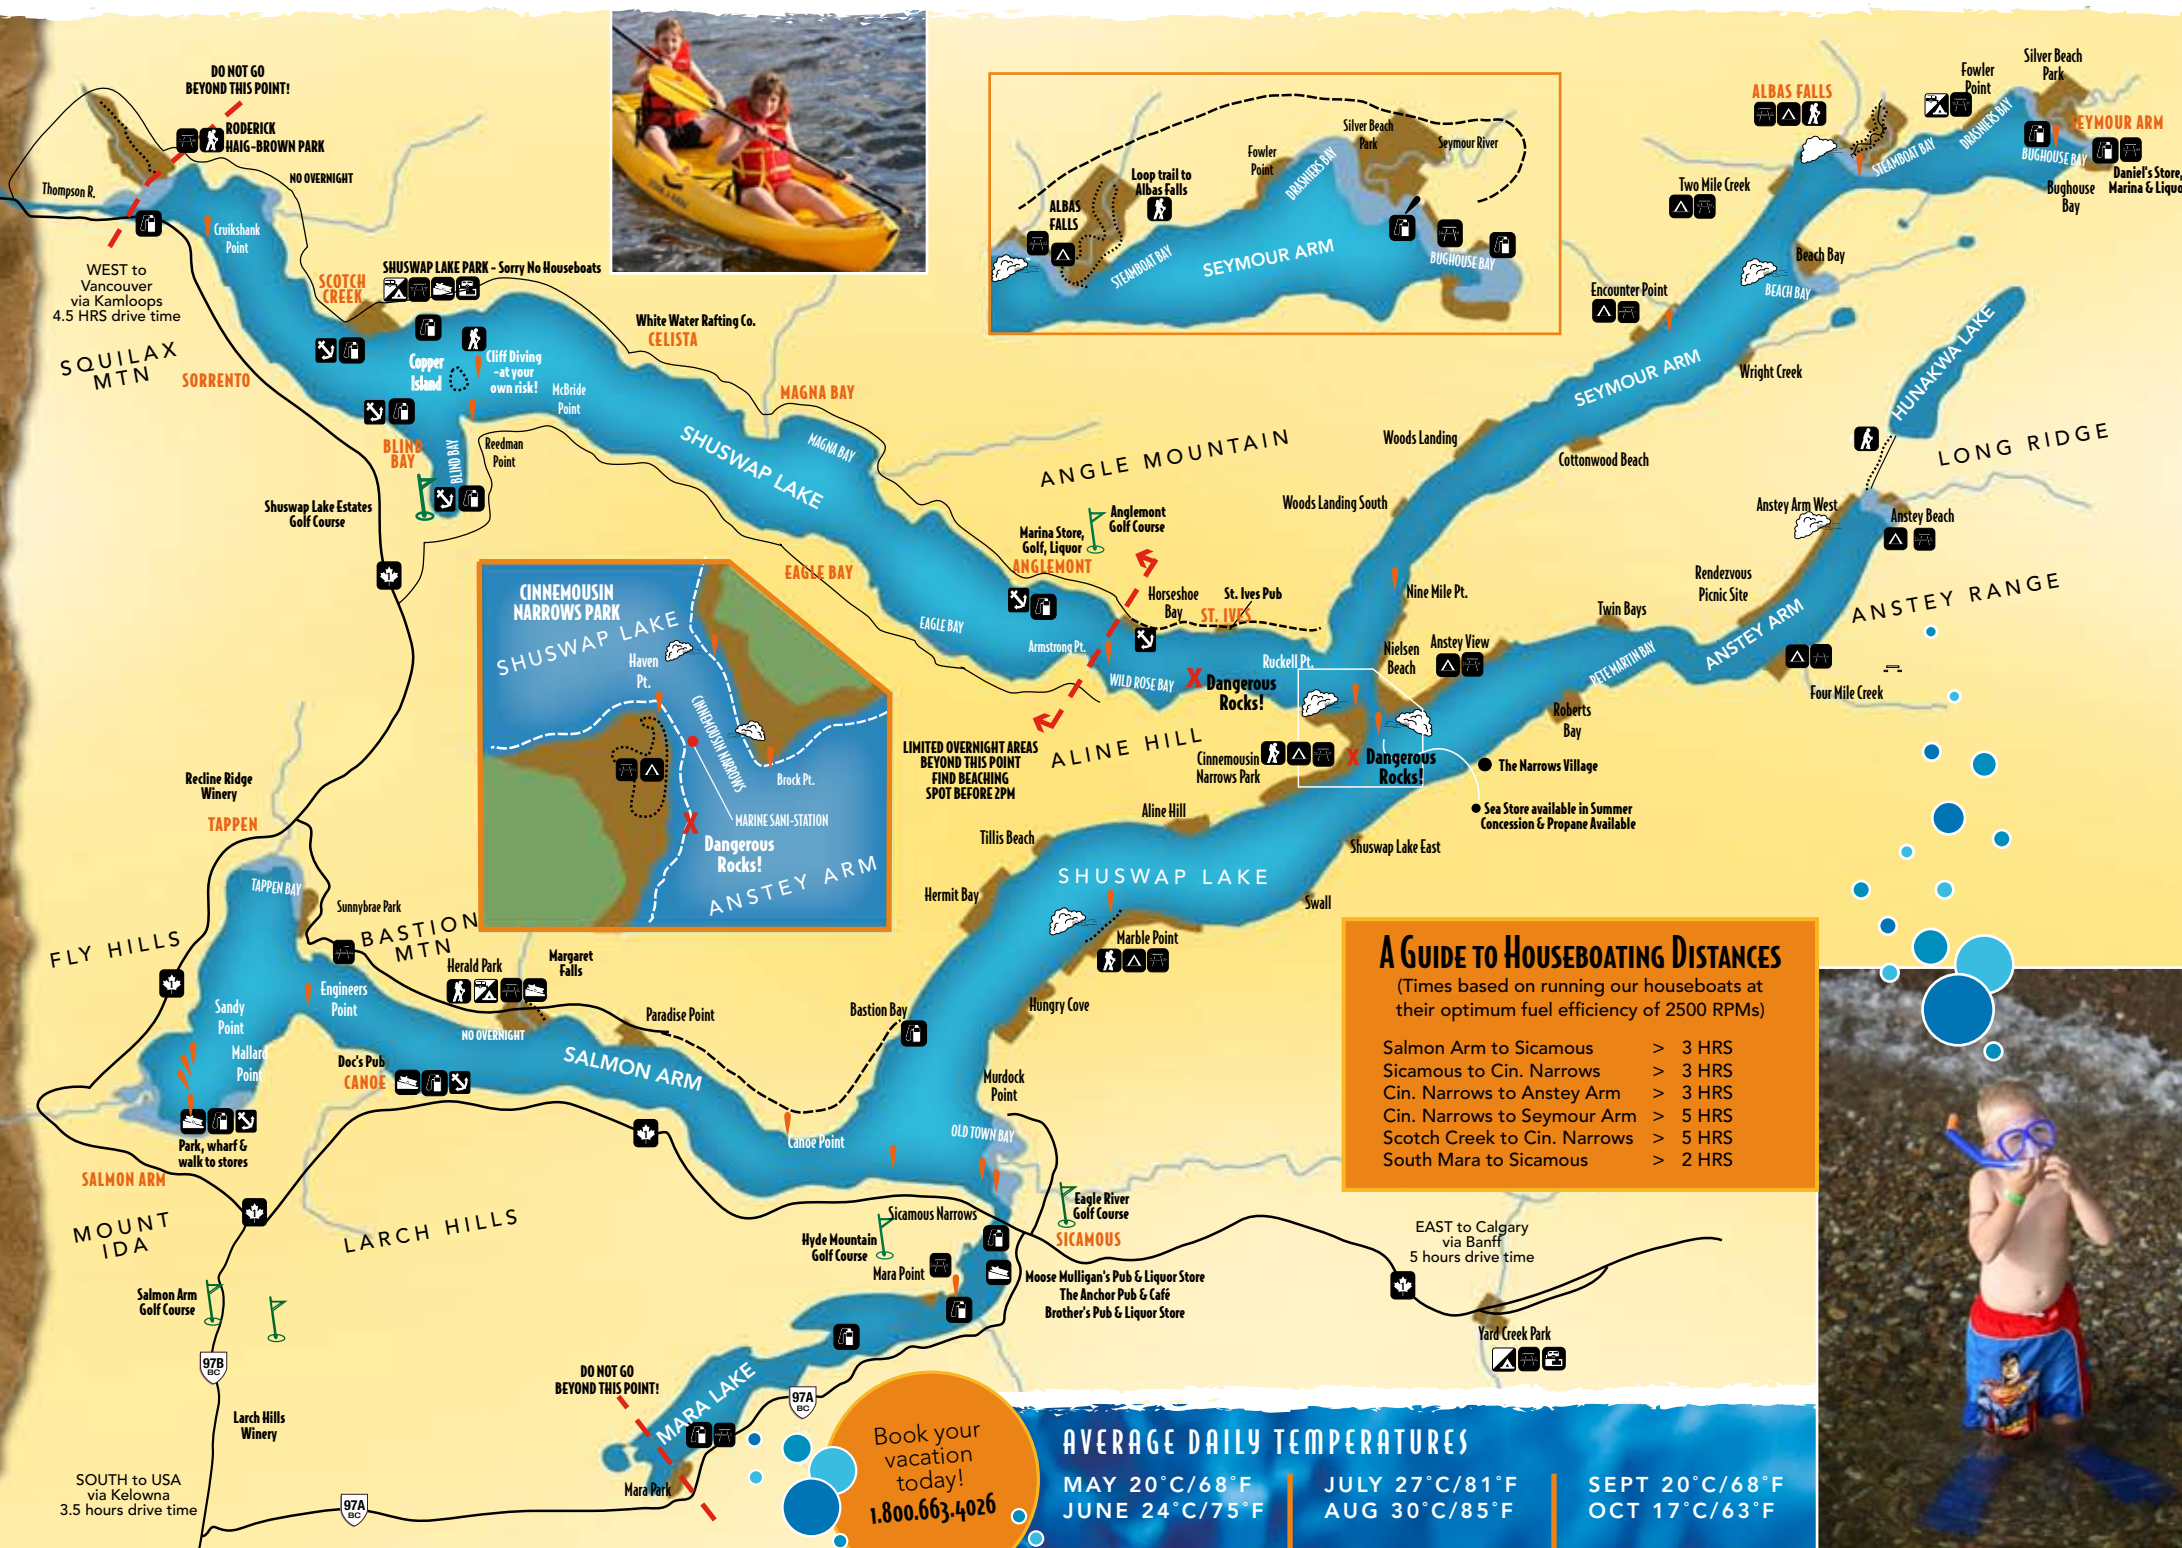 DO NOT GO
BEYOND THIS POINT!
RODERICK
HAIG-BROWN PARK
NO OVERNIGHT
Thompson R.
Cruikshank
Point
WEST to
Vancouver
via Kamloops
4.5 HRS drive time
SQUILAX
MTN
SORRENTO
SCOTCH
CREEK
SHUSWAP LAKE PARK - Sorry No Houseboats
Copper
Island
Cliff Diving
-at your
own risk!
McBride
Point
White Water Rafting Co.
CELISTA
MAGNA BAY
MAGNA BAY
BLIND
BAY
BLIND BAY
Reedman
Point
Shuswap Lake Estates
Golf Course
SHUSWAP LAKE
1
EAGLE BAY
EAGLE BAY
ANGLE MOUNTAIN
Anglemont
Golf Course
Marina Store,
Golf, Liquor
ANGLEMONT
Horseshoe
Bay
St. Ives Pub
ST. IVES
Armstrong Pt.
WILD ROSE BAY
X
Dangerous
Rocks!
Ruckell Pt.
LIMITED OVERNIGHT AREAS
BEYOND THIS POINT
FIND BEACHING
SPOT BEFORE 2PM
ALINE HILL
Loop trail to
Albas Falls
ALBAS
FALLS
STEAMBOAT BAY
SEYMOUR ARM
Fowler
Point
DRASNIERS BAY
Silver Beach
Park
Seymour River
BUGHOUSE BAY
ALBAS FALLS
Fowler
Point
Silver Beach
Park
STEAMBOAT BAY
DRASNIERS BAY
SEYMOUR ARM
BUGHOUSE BAY
Daniel's Store,
Marina & Liquo
Bughouse
Bay
Two Mile Creek
Beach Bay
BEACH BAY
Encounter Point
SEYMOUR ARM
Wright Creek
Cottonwood Beach
Woods Landing
Woods Landing South
Nine Mile Pt.
HUNAKWA LAKE
LONG RIDGE
Anstey Arm West
Anstey Beach
ANSTEY RANGE
Rendezvous
Picnic Site
ANSTEY ARM
Twin Bays
PETE MARTIN BAY
Four Mile Creek
Nielsen
Beach
Anstey View
Roberts
Bay
Cinnemousin
Narrows Park
X
Dangerous
Rocks!
The Narrows Village
Sea Store available in Summer
Concession & Propane Available
CINNEMOUSIN
NARROWS PARK
SHUSWAP LAKE
Haven
Pt.
CINNEMOUSIN NARROWS
Brock Pt.
MARINE SANI-STATION
X
Dangerous
Rocks!
ANSTEY ARM
Aline Hill
Tillis Beach
Shuswap Lake East
SHUSWAP LAKE
Hermit Bay
Swall
Marble Point
Hungry Cove
Recline Ridge
Winery
TAPPEN
TAPPEN BAY
Sunnybrae Park
BASTION
MTN
FLY HILLS
1
Herald Park
Margaret
Falls
Engineers
Point
Sandy
Point
Mallard
Point
NO OVERNIGHT
Paradise Point
Bastion Bay
Doc's Pub
CANOE
SALMON ARM
Murdock
Point
Canoe Point
OLD TOWN BAY
Park, wharf &
walk to stores
SALMON ARM
1
1
MOUNT
IDA
LARCH HILLS
Sicamous Narrows
Eagle River
Golf Course
SICAMOUS
Hyde Mountain
Golf Course
Mara Point
Moose Mulligan's Pub & Liquor Store
The Anchor Pub & Café
Brother's Pub & Liquor Store
Salmon Arm
Golf Course
97B
BC
Larch Hills
Winery
DO NOT GO
BEYOND THIS POINT!
MARA LAKE
97A
BC
Mara Park
SOUTH to USA
via Kelowna
3.5 hours drive time
97A
BC
EAST to Calgary
via Banff
5 hours drive time
1
Yard Creek Park
A GUIDE TO HOUSEBOATING DISTANCES
(Times based on running our houseboats at
their optimum fuel efficiency of 2500 RPMs)
Salmon Arm to Sicamous > 3 HRS
Sicamous to Cin. Narrows > 3 HRS
Cin. Narrows to Anstey Arm > 3 HRS
Cin. Narrows to Seymour Arm > 5 HRS
Scotch Creek to Cin. Narrows > 5 HRS
South Mara to Sicamous > 2 HRS
Book your
vacation
today!
1.800.663.4026
AVERAGE DAILY TEMPERATURES
MAY 20°C/68°F
JUNE 24°C/75°F
JULY 27°C/81°F
AUG 30°C/85°F
SEPT 20°C/68°F
OCT 17°C/63°F